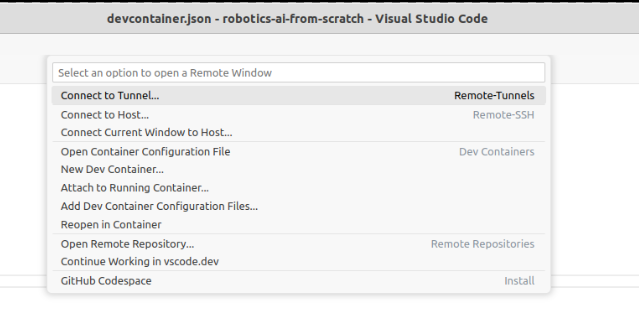 devcontainer.json - robotics-ai-from-scratch - Visual Studio Code
Select an option to open a Remote Window
Connect to Tunnel... Remote-Tunnels
Connect to Host... Remote-SSH
Connect Current Window to Host...
Open Container Configuration File Dev Containers
New Dev Container...
Attach to Running Container...
Add Dev Container Configuration Files...
Reopen in Container
Open Remote Repository... Remote Repositories
Continue Working in vscode.dev
GitHub Codespace Install